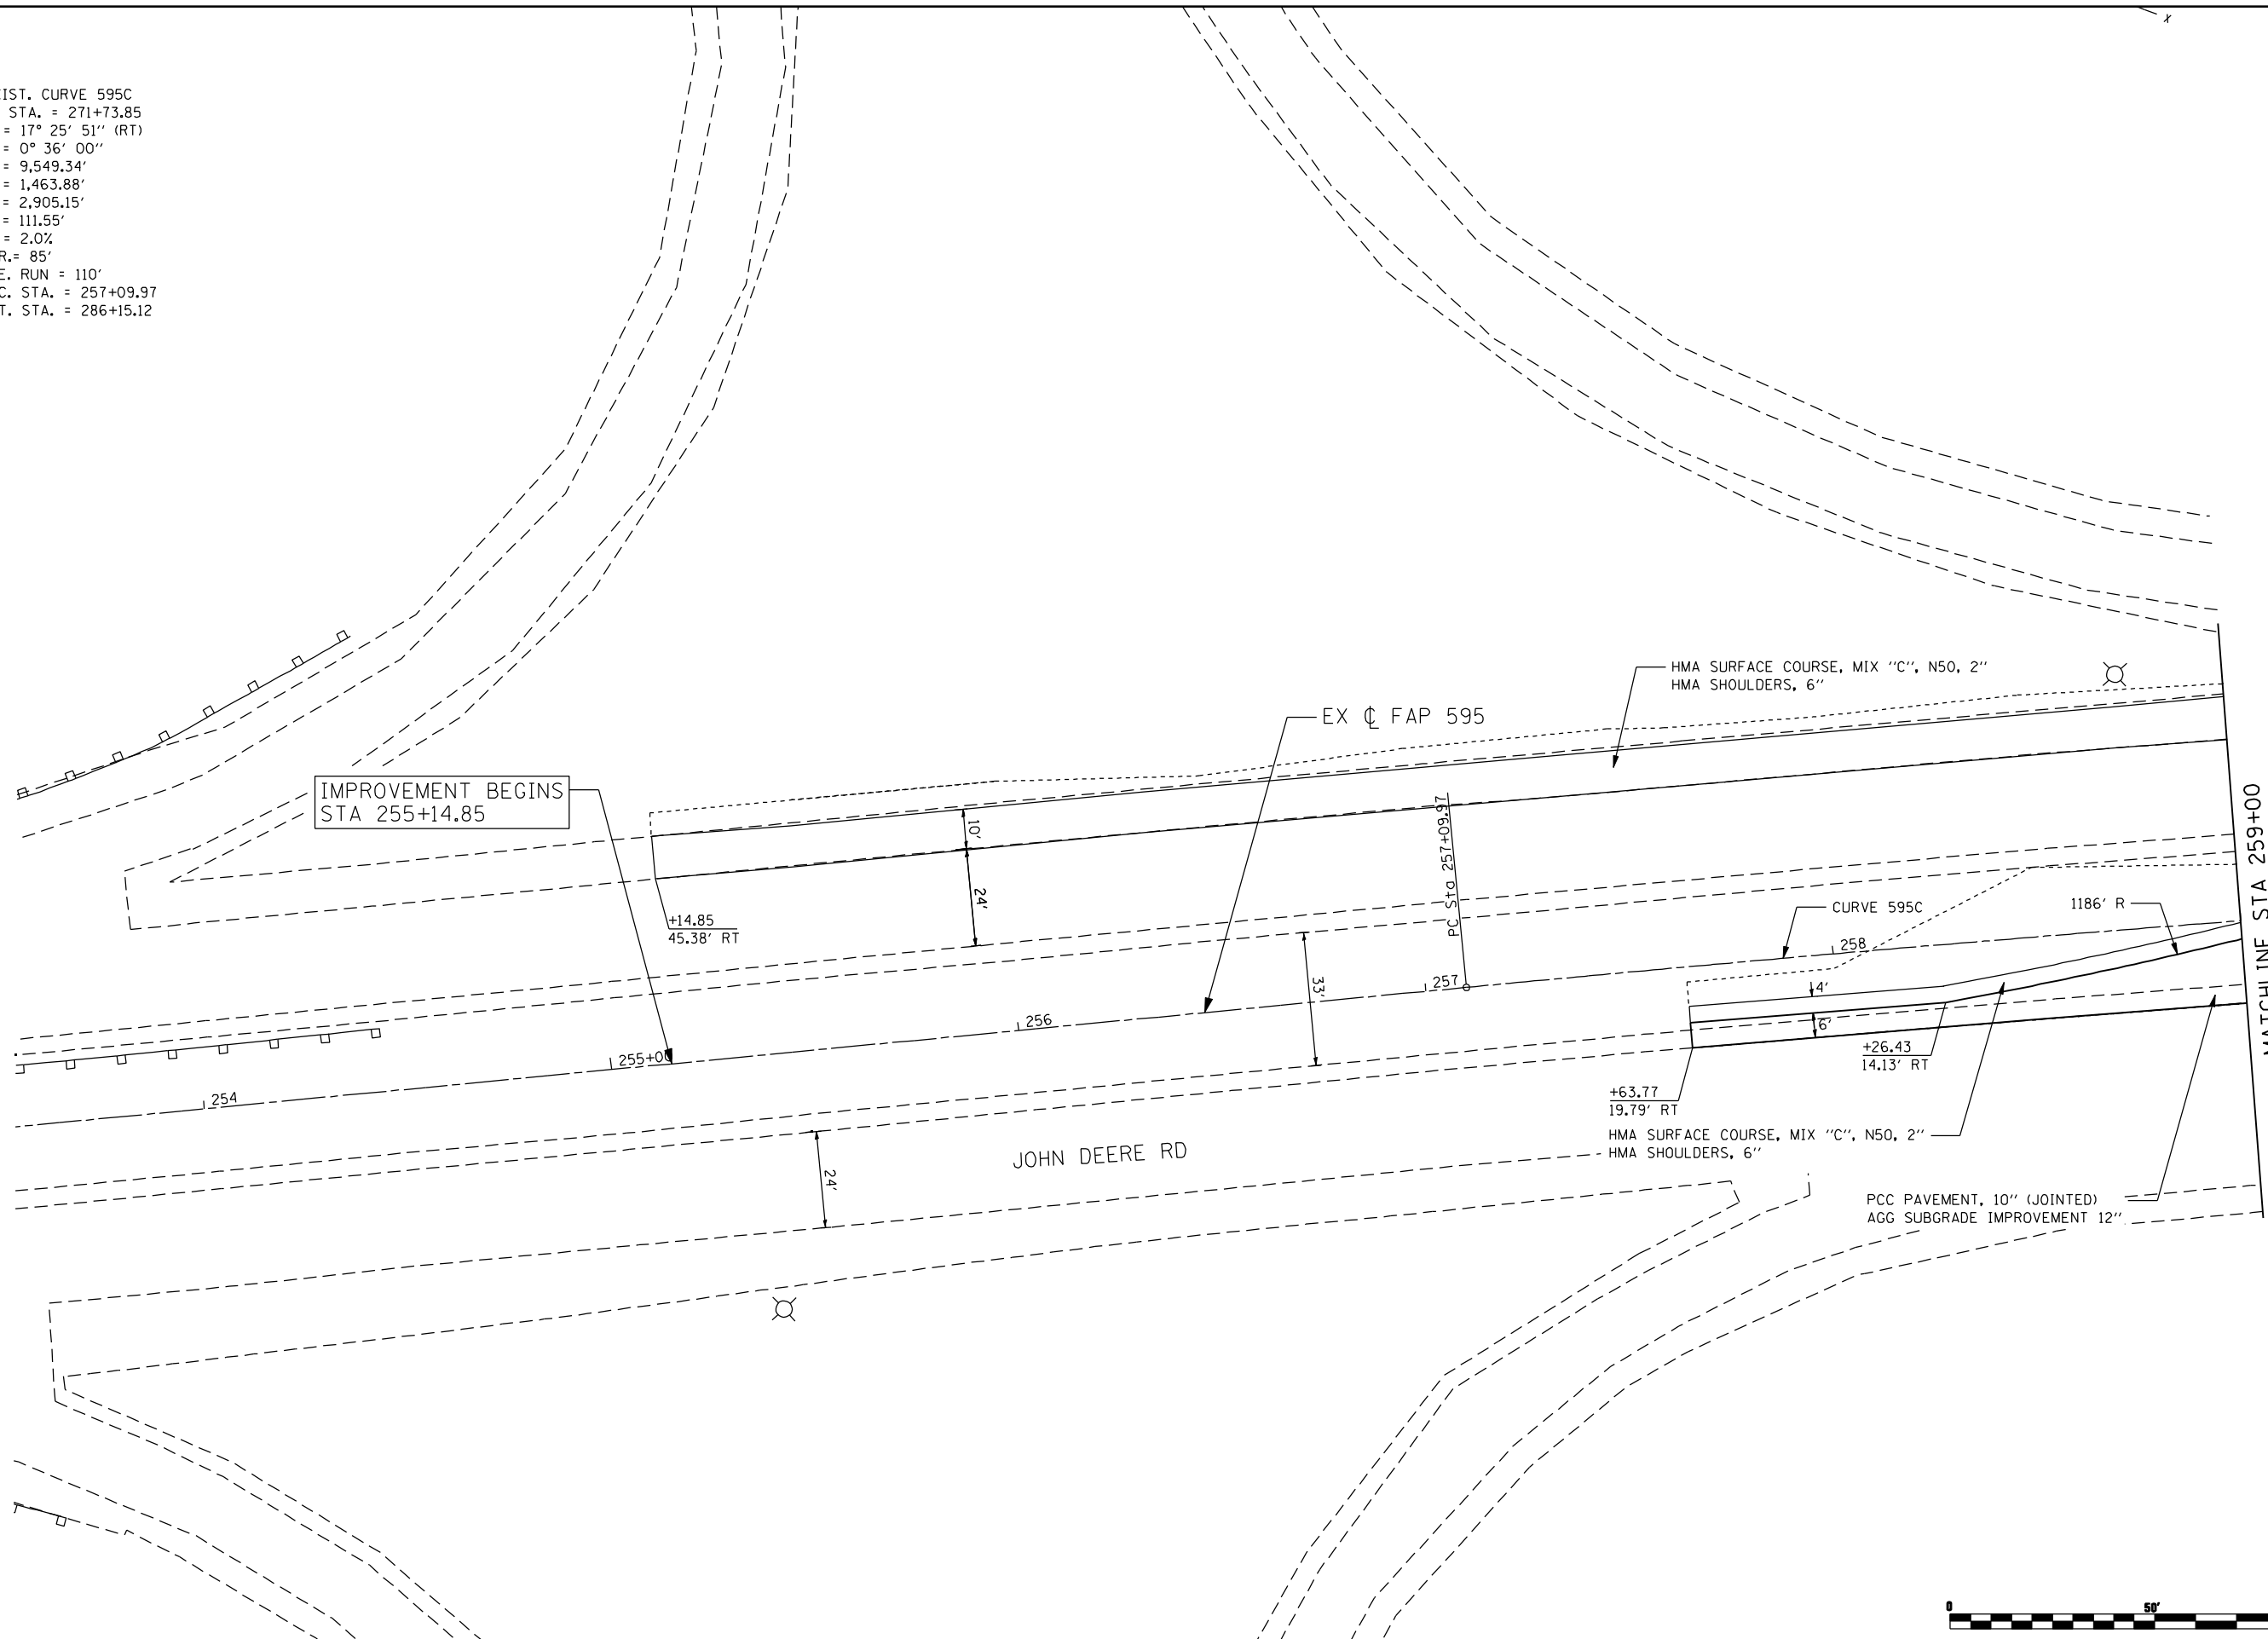 IST. CURVE 595C
STA. = 271+73.85
= 17° 25′ 51″ (RT)
= 0° 36′ 00″
= 9,549.34′
= 1,463.88′
= 2,905.15′
= 111.55′
= 2.0%
R.= 85′
E. RUN = 110′
C. STA. = 257+09.97
T. STA. = 286+15.12
X
HMA SURFACE COURSE, MIX "C", N50, 2"
HMA SHOULDERS, 6"
EX ℄ FAP 595
IMPROVEMENT BEGINS
STA 255+14.85
10′
24′
+14.85
45.38′ RT
PC Sta 257+09.97
CURVE 595C
1186′ R
MATCHLINE STA 259+00
258
257
256
255+00
254
33′
4′
6′
+26.43
14.13′ RT
+63.77
19.79′ RT
HMA SURFACE COURSE, MIX "C", N50, 2"
HMA SHOULDERS, 6"
JOHN DEERE RD
24′
PCC PAVEMENT, 10" (JOINTED)
AGG SUBGRADE IMPROVEMENT 12"
0
50′